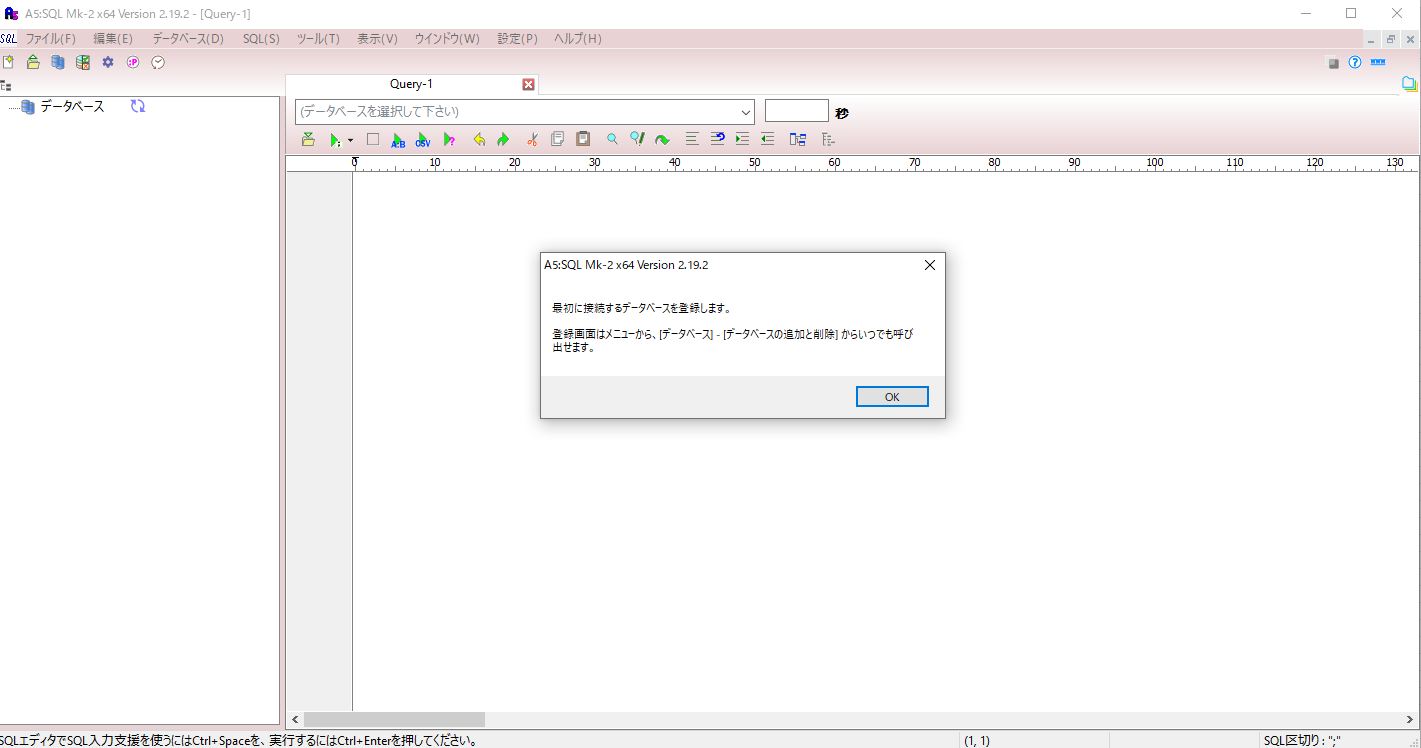 A5:SQL Mk-2 x64 Version 2.19.2 - [Query-1]
SQL ファイル(F) 編集(E) データベース(D) SQL(S) ツール(T) 表示(V) ウインドウ(W) 設定(P) ヘルプ(H)
:P
データベース
Query-1
(データベースを選択して下さい)
秒
A:B CSV
0 10 20 30 40 50 60 70 80 90 100 110 120 130
A5:SQL Mk-2 x64 Version 2.19.2
最初に接続するデータベースを登録します。
登録画面はメニューから、[データベース] - [データベースの追加と削除] からいつでも呼び
出せます。
OK
SQLエディタでSQL入力支援を使うにはCtrl+Spaceを、実行するにはCtrl+Enterを押してください。
(1, 1)
SQL区切り : ";"